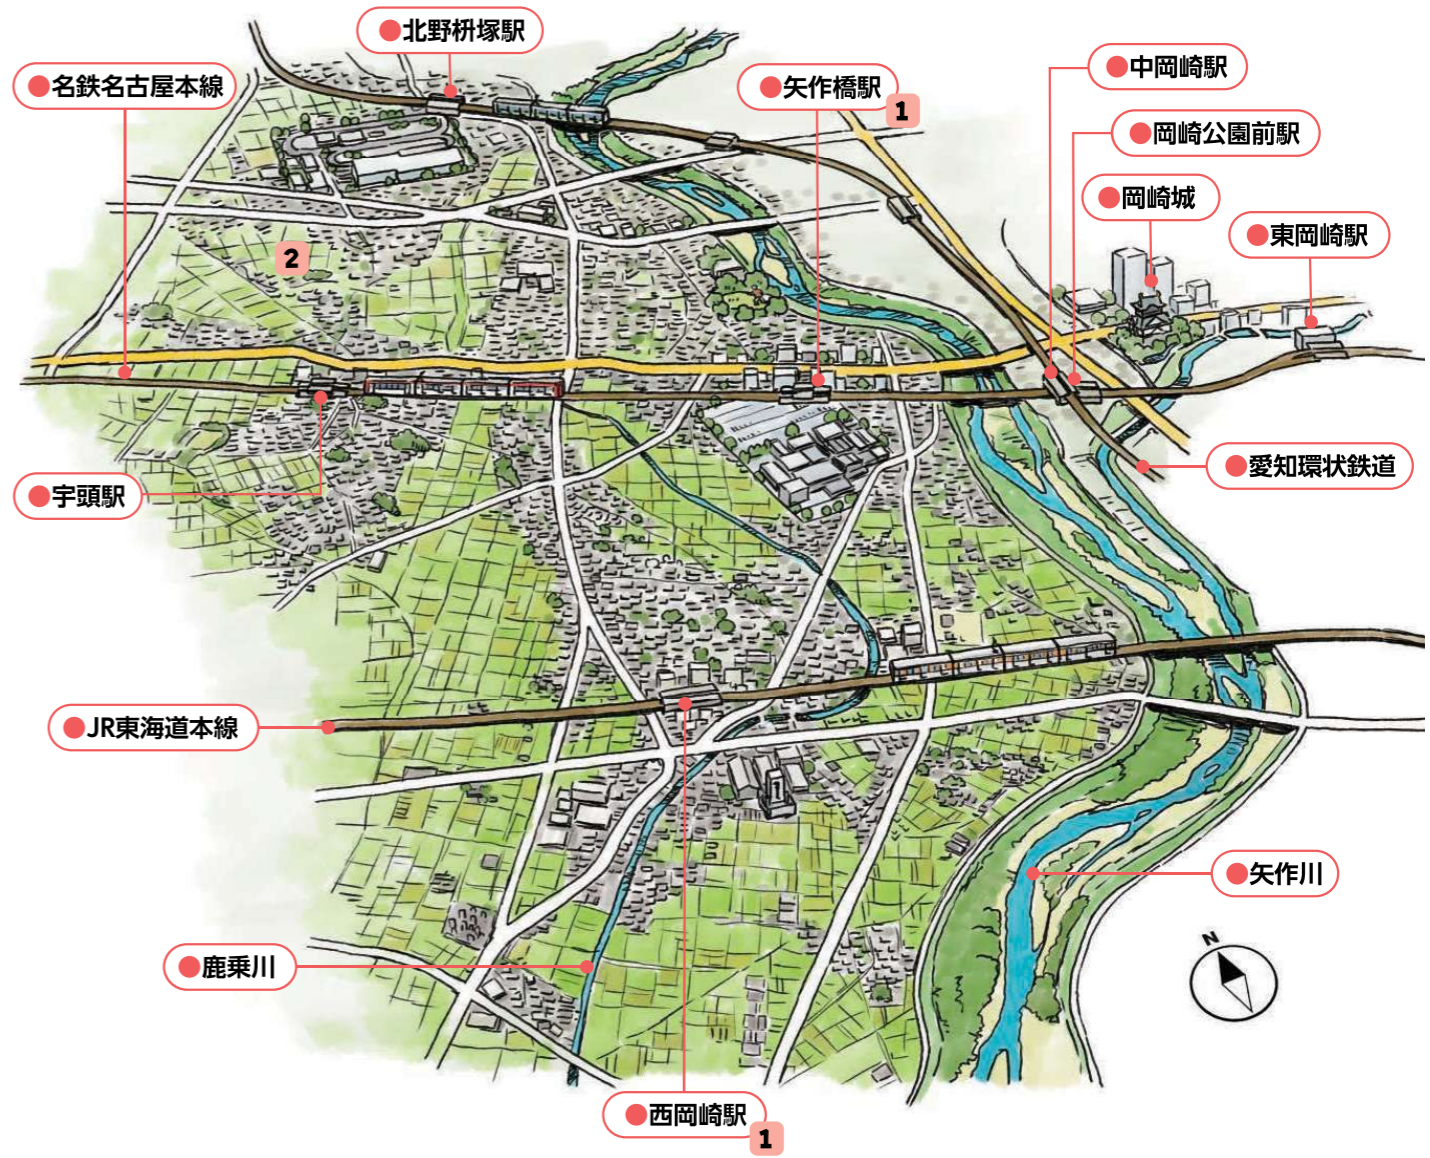 北野枡塚駅
名鉄名古屋本線
矢作橋駅
1
中岡崎駅
岡崎公園前駅
岡崎城
東岡崎駅
2
愛知環状鉄道
宇頭駅
JR東海道本線
矢作川
N
鹿乗川
西岡崎駅
1